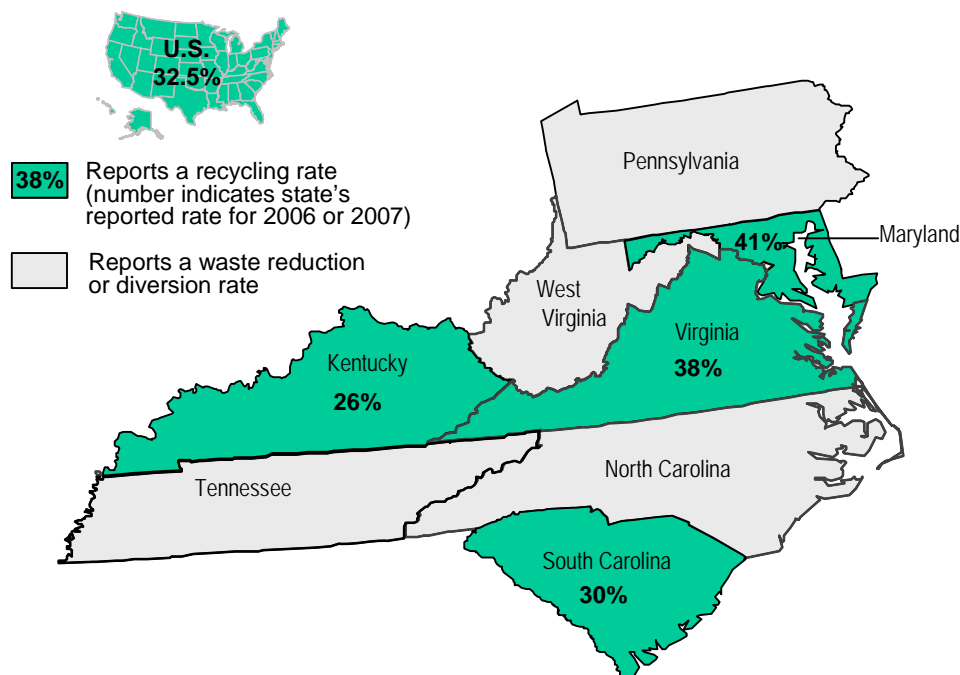 U.S.
32.5%
38%
Reports a recycling rate
(number indicates state's
reported rate for 2006 or 2007)
Reports a waste reduction
or diversion rate
Pennsylvania
41%
Maryland
West
Virginia
Virginia
38%
Kentucky
26%
North Carolina
Tennessee
South Carolina
30%